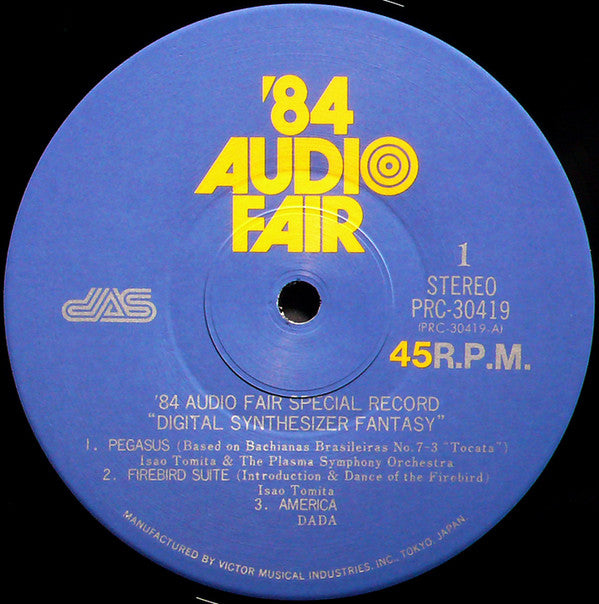 '84
AUDIO
FAIR
JAS
1
STEREO
PRC-30419
(PRC-30419-A)
45R.P.M.
'84 AUDIO FAIR SPECIAL RECORD
"DIGITAL SYNTHESIZER FANTASY"
1. PEGASUS (Based on Bachianas Brasileiras No.7-3 "Tocata")
Isao Tomita & The Plasma Symphony Orchestra
2. FIREBIRD SUITE (Introduction & Dance of the Firebird)
Isao Tomita
3. AMERICA
DADA
MANUFACTURED BY VICTOR MUSICAL INDUSTRIES, INC., TOKYO, JAPAN.